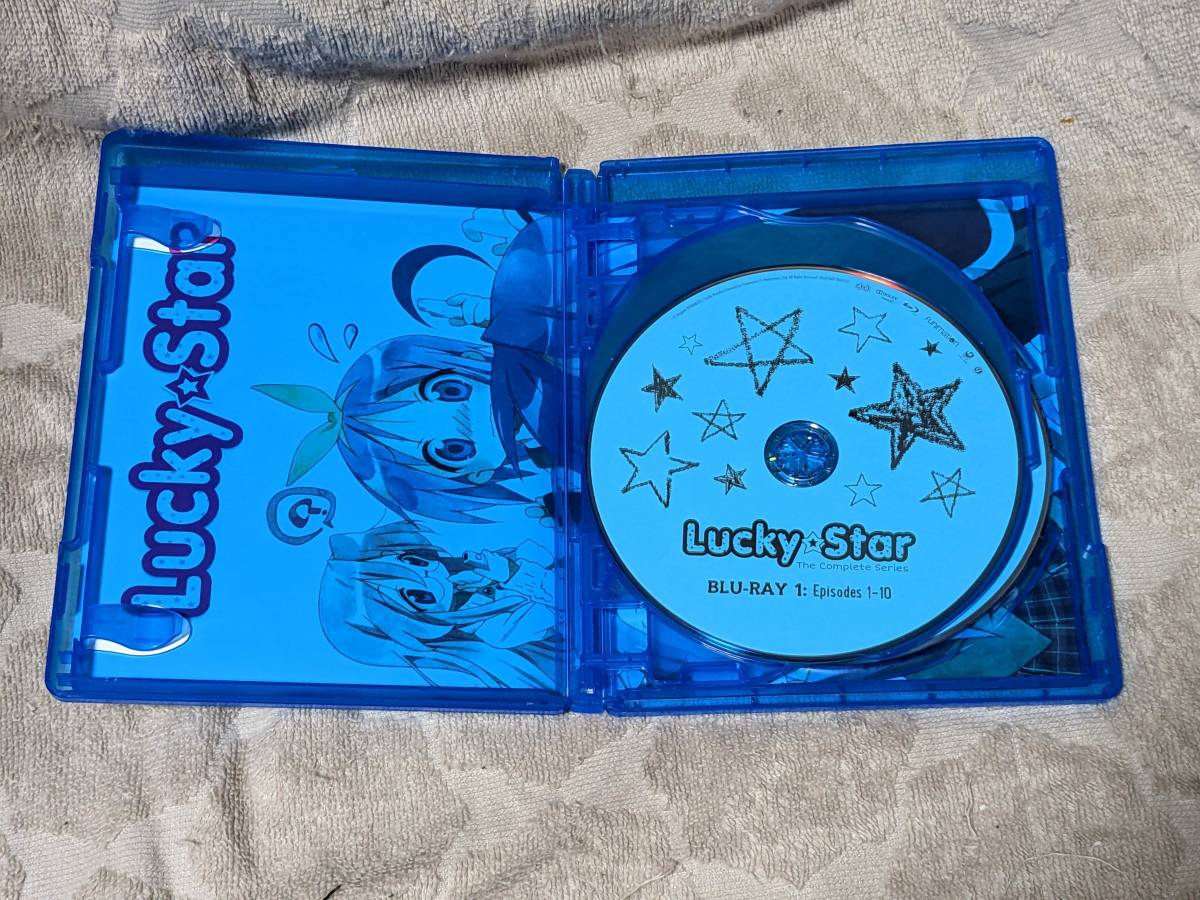 Lucky☆Star
FUNIMATION
Lucky☆Star
The Complete Series
BLU-RAY 1: Episodes 1-10